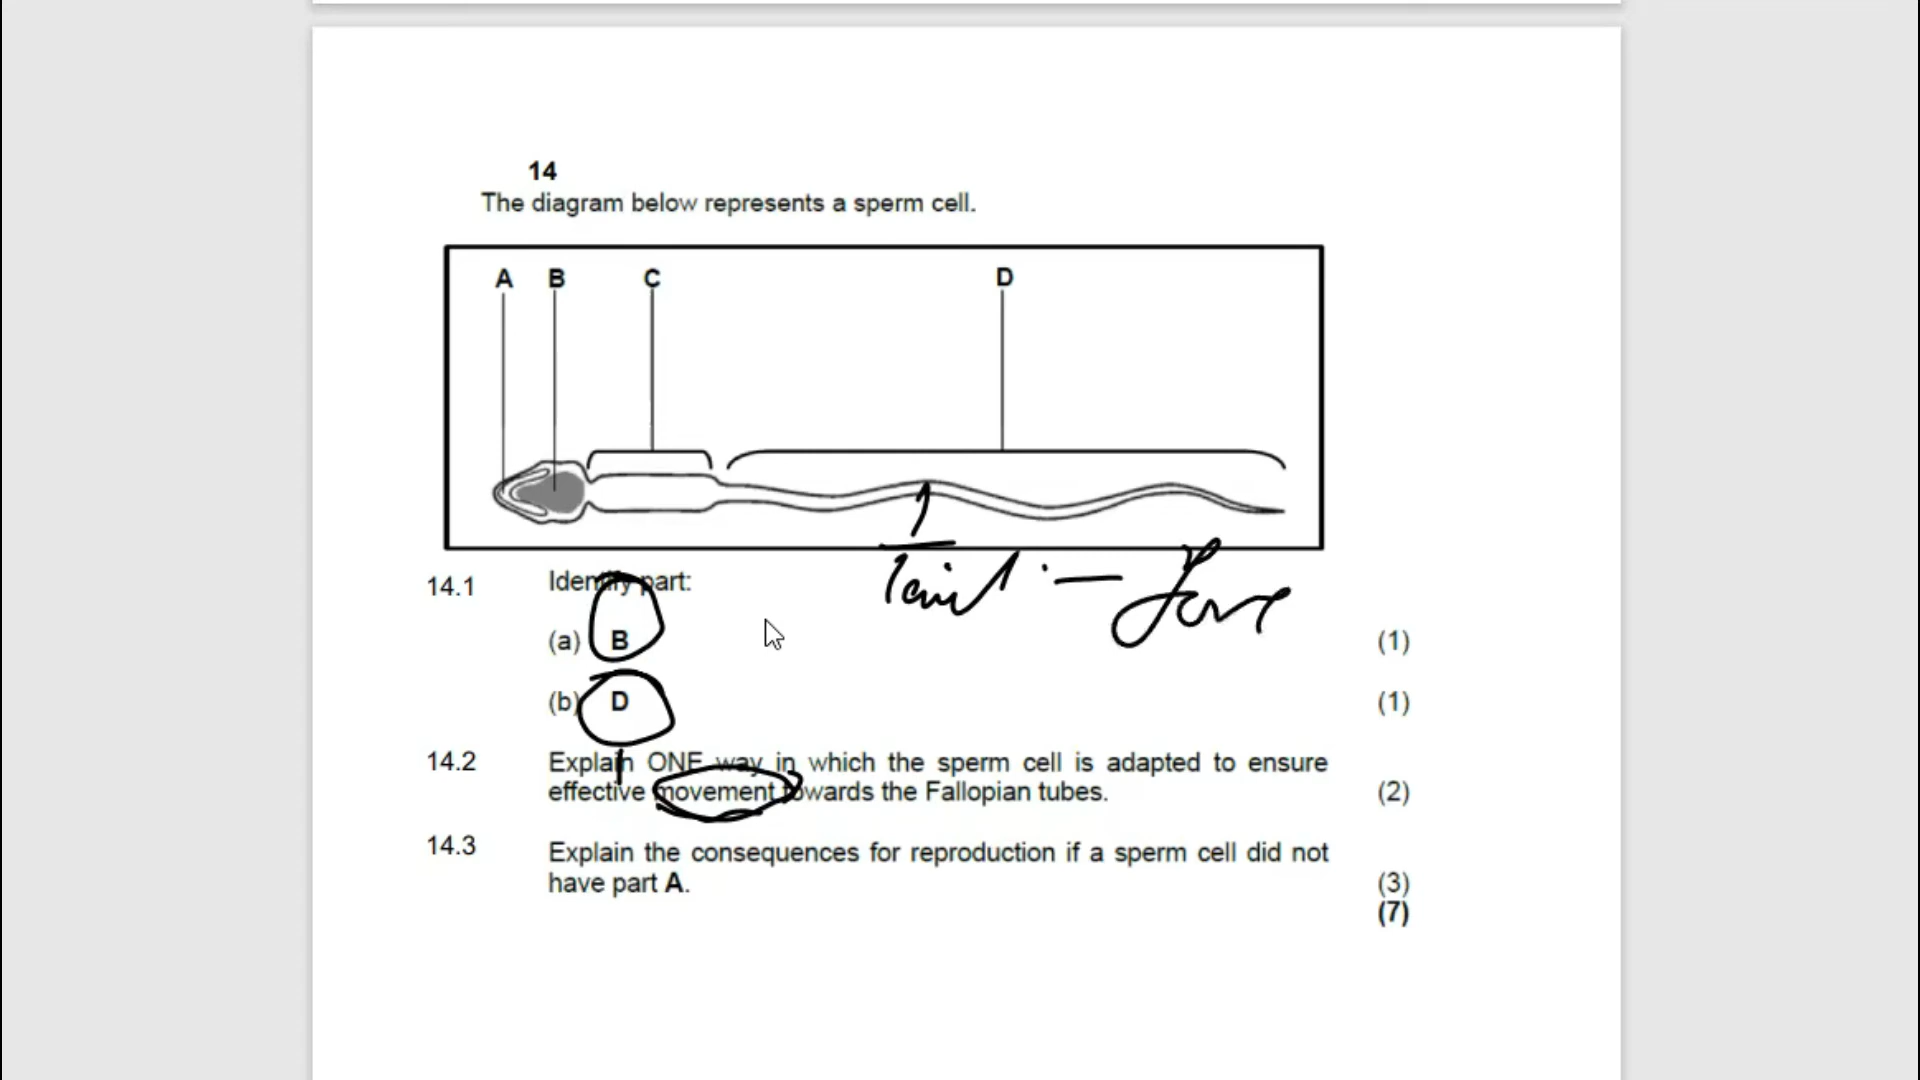 14
The diagram below represents a sperm cell.
A B C D
14.1 Identify part:
(a) B (1)
(b) D (1)
14.2 Explain ONE way in which the sperm cell is adapted to ensure
effective movement towards the Fallopian tubes. (2)
14.3 Explain the consequences for reproduction if a sperm cell did not
have part A. (3)
(7)